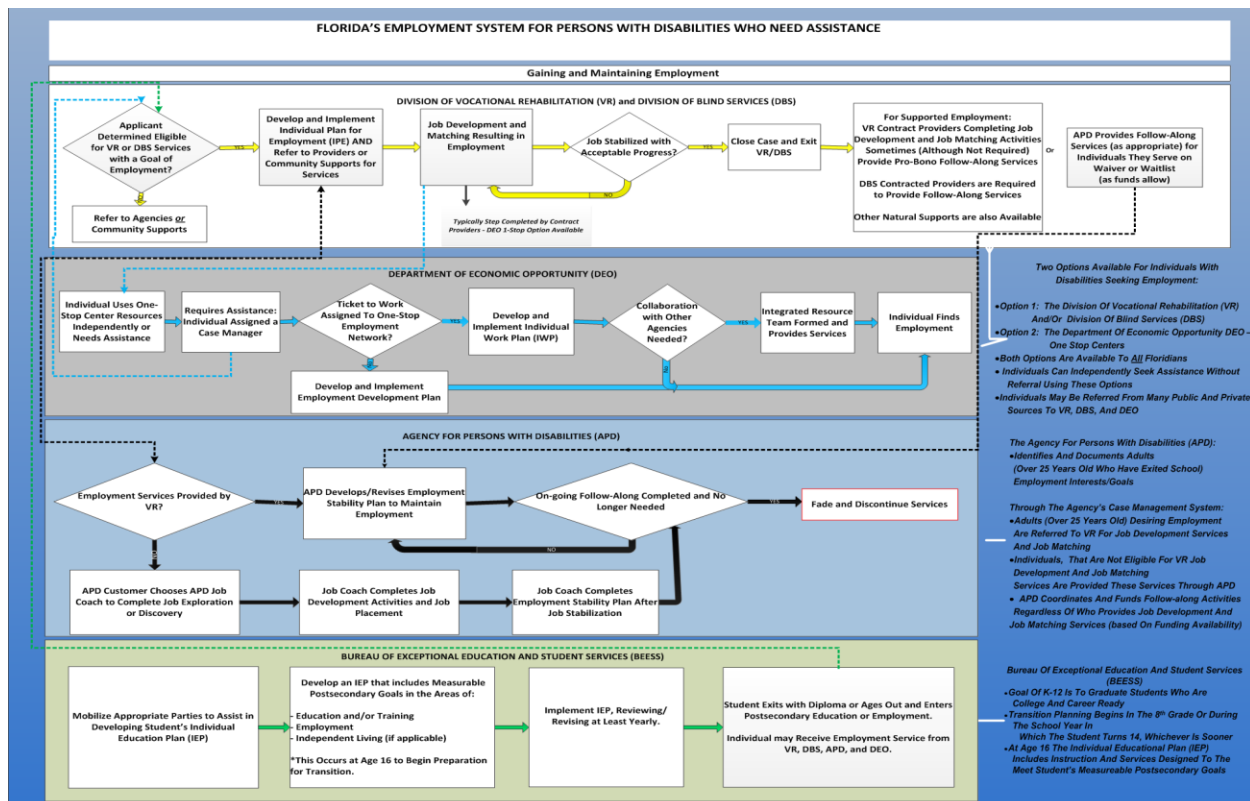 FLORIDA'S EMPLOYMENT SYSTEM FOR PERSONS WITH DISABILITIES WHO NEED ASSISTANCE
Gaining and Maintaining Employment
DIVISION OF VOCATIONAL REHABILITATION (VR) and DIVISION OF BLIND SERVICES (DBS)
Applicant
Determined Eligible
for VR or DBS Services
with a Goal of
Employment?
YES
NO
Refer to Agencies or
Community Supports
Develop and Implement
Individual Plan for
Employment (IPE) AND
Refer to Providers or
Community Supports for
Services
Job Development and
Matching Resulting in
Employment
Typically Step Completed by Contract
Providers - DEO 1-Stop Option Available
Job Stabilized with
Acceptable Progress?
YES
NO
Close Case and Exit
VR/DBS
For Supported Employment:
VR Contract Providers Completing Job
Development and Job Matching Activities
Sometimes (Although Not Required)
Provide Pro-Bono Follow-Along Services
DBS Contracted Providers are Required
to Provide Follow-Along Services
Other Natural Supports are also Available
Or
APD Provides Follow-Along
Services (as appropriate) for
Individuals They Serve on
Waiver or Waitlist
(as funds allow)
DEPARTMENT OF ECONOMIC OPPORTUNITY (DEO)
Individual Uses One-
Stop Center Resources
Independently or
Needs Assistance
Requires Assistance:
Individual Assigned a
Case Manager
Ticket to Work
Assigned To One-Stop
Employment
Network?
YES
No
Develop and
Implement Individual
Work Plan (IWP)
Develop and Implement
Employment Development Plan
Collaboration
with Other
Agencies
Needed?
YES
No
Integrated Resource
Team Formed and
Provides Services
Individual Finds
Employment
AGENCY FOR PERSONS WITH DISABILITIES (APD)
Employment Services Provided by
VR?
YES
NO
APD Develops/Revises Employment
Stability Plan to Maintain
Employment
On-going Follow-Along Completed and No
Longer Needed
YES
NO
Fade and Discontinue Services
APD Customer Chooses APD Job
Coach to Complete Job Exploration
or Discovery
Job Coach Completes Job
Development Activities and Job
Placement
Job Coach Completes
Employment Stability Plan After
Job Stabilization
BUREAU OF EXCEPTIONAL EDUCATION AND STUDENT SERVICES (BEESS)
Mobilize Appropriate Parties to Assist in
Developing Student's Individual
Education Plan (IEP)
Develop an IEP that includes Measurable
Postsecondary Goals in the Areas of:
- Education and/or Training
- Employment
- Independent Living (if applicable)
*This Occurs at Age 16 to Begin Preparation
for Transition.
Implement IEP, Reviewing/
Revising at Least Yearly.
Student Exits with Diploma or Ages Out and Enters
Postsecondary Education or Employment.
Individual may Receive Employment Service from
VR, DBS, APD, and DEO.
Two Options Available For Individuals With
Disabilities Seeking Employment:
•Option 1: The Division Of Vocational Rehabilitation (VR)
And/Or Division Of Blind Services (DBS)
•Option 2: The Department Of Economic Opportunity DEO –
One Stop Centers
•Both Options Are Available To All Floridians
• Individuals Can Independently Seek Assistance Without
Referral Using These Options
•Individuals May Be Referred From Many Public And Private
Sources To VR, DBS, And DEO
The Agency For Persons With Disabilities (APD):
•Identifies And Documents Adults
(Over 25 Years Old Who Have Exited School)
Employment Interests/Goals
Through The Agency's Case Management System:
•Adults (Over 25 Years Old) Desiring Employment
Are Referred To VR For Job Development Services
And Job Matching
•Individuals, That Are Not Eligible For VR Job
Development And Job Matching
Services Are Provided These Services Through APD
• APD Coordinates And Funds Follow-along Activities
Regardless Of Who Provides Job Development And
Job Matching Services (based On Funding Availability)
Bureau Of Exceptional Education And Student Services
(BEESS)
•Goal Of K-12 Is To Graduate Students Who Are
College And Career Ready
•Transition Planning Begins In The 8th Grade Or During
The School Year In
Which The Student Turns 14, Whichever Is Sooner
•At Age 16 The Individual Educational Plan (IEP)
Includes Instruction And Services Designed To The
Meet Student's Measureable Postsecondary Goals